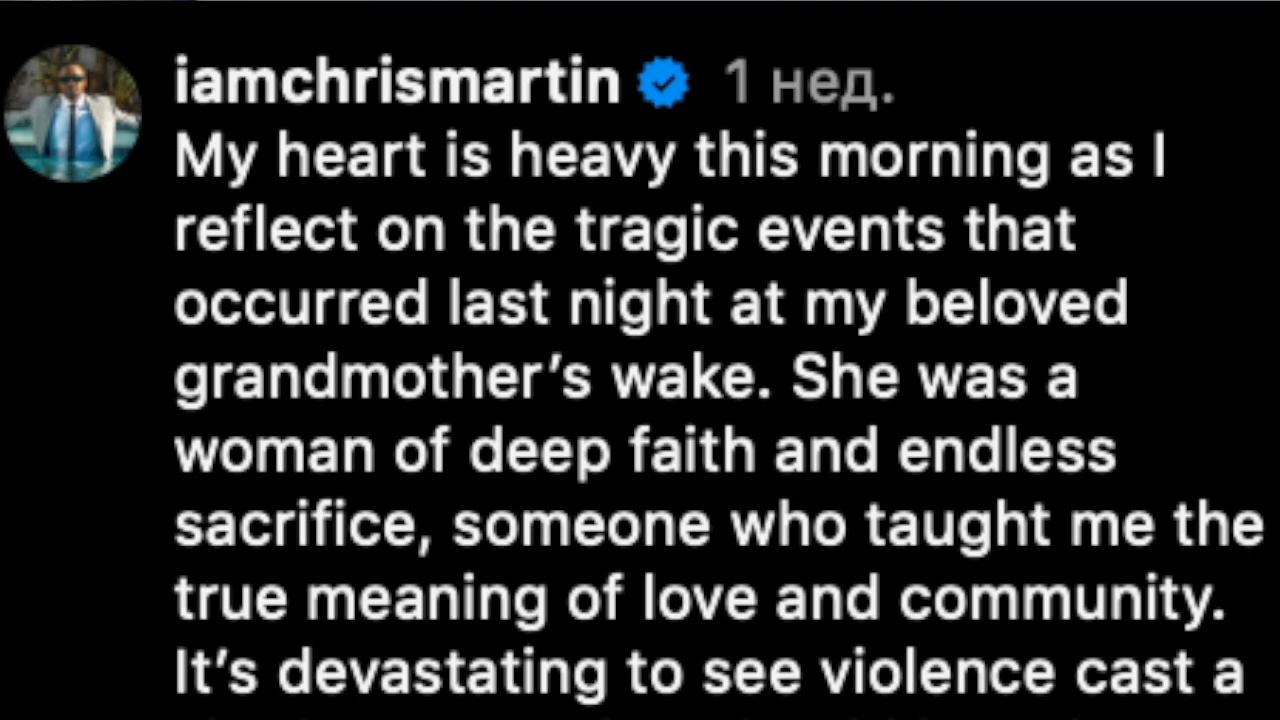 iamchrismartin 1 нед.
My heart is heavy this morning as I
reflect on the tragic events that
occurred last night at my beloved
grandmother’s wake. She was a
woman of deep faith and endless
sacrifice, someone who taught me the
true meaning of love and community.
It’s devastating to see violence cast a